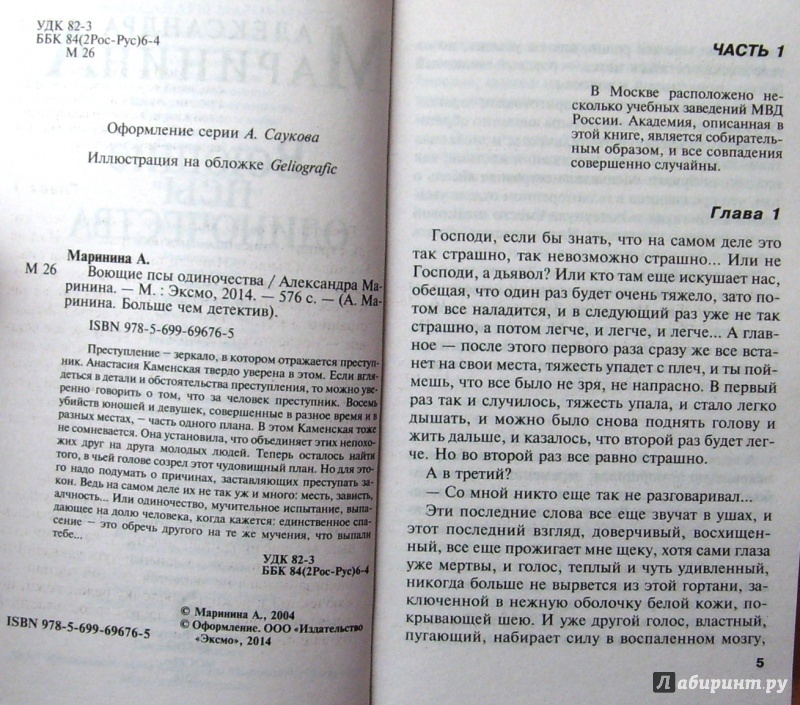 УДК 82-3
ББК 84(2Рос-Рус)6-4
М 26
Оформление серии А. Саукова
Иллюстрация на обложке Geliografic
Маринина А.
М 26
Воющие псы одиночества / Александра Ма-
ринина. — М. : Эксмо, 2014. — 576 с. — (А. Ма-
ринина. Больше чем детектив).
ISBN 978-5-699-69676-5
Преступление — зеркало, в котором отражается преступ-
ник. Анастасия Каменская твердо уверена в этом. Если вгля-
деться в детали и обстоятельства преступления, то можно уве-
ренно говорить о том, что за человек преступник. Восемь
убийств юношей и девушек, совершенные в разное время и в
разных местах, — часть одного плана. В этом Каменская тоже
не сомневается. Она установила, что объединяет этих непохо-
жих друг на друга молодых людей. Теперь осталось найти
того, в чьей голове созрел этот чудовищный план. Но для это-
го надо подумать о причинах, заставляющих преступать за-
кон. Ведь на самом деле их не так уж и много: месть, зависть,
алчность... Или одиночество, мучительное испытание, выпа-
дающее на долю человека, когда кажется: единственное спа-
сение — это обречь другого на те же мучения, что выпали
тебе...
УДК 82-3
ББК 84(2Рос-Рус)6-4
© Маринина А., 2004
© Оформление. ООО «Издательство
«Эксмо», 2014
ISBN 978-5-699-69676-5
ЧАСТЬ 1
В Москве расположено не-
сколько учебных заведений МВД
России. Академия, описанная в
этой книге, является собиратель-
ным образом, и все совпадения
совершенно случайны.
Глава 1
Господи, если бы знать, что на самом деле это
так страшно, так невозможно страшно... Или не
Господи, а дьявол? Или кто там еще искушает нас,
обещая, что один раз будет очень тяжело, зато по-
том все наладится, и в следующий раз уже не так
страшно, а потом легче, и легче, и легче... А глав-
ное — после этого первого раза сразу же все вста-
нет на свои места, тяжесть упадет с плеч, и ты пой-
мешь, что все было не зря, не напрасно. В первый
раз так и случилось, тяжесть упала, и стало легко
дышать, и можно было снова поднять голову и
жить дальше, и казалось, что второй раз будет лег-
че. Но во второй раз все равно страшно.
А в третий?
— Со мной никто еще так не разговаривал...
Эти последние слова все еще звучат в ушах, и
этот последний взгляд, доверчивый, восхищен-
ный, все еще прожигает мне щеку, хотя сами глаза
уже мертвы, и голос, теплый и чуть удивленный,
никогда больше не вырвется из этой гортани, за-
ключенной в нежную оболочку белой кожи, по-
крывающей шею. И уже другой голос, властный,
пугающий, набирает силу в воспаленном мозгу,
5
Лабиринт.ру